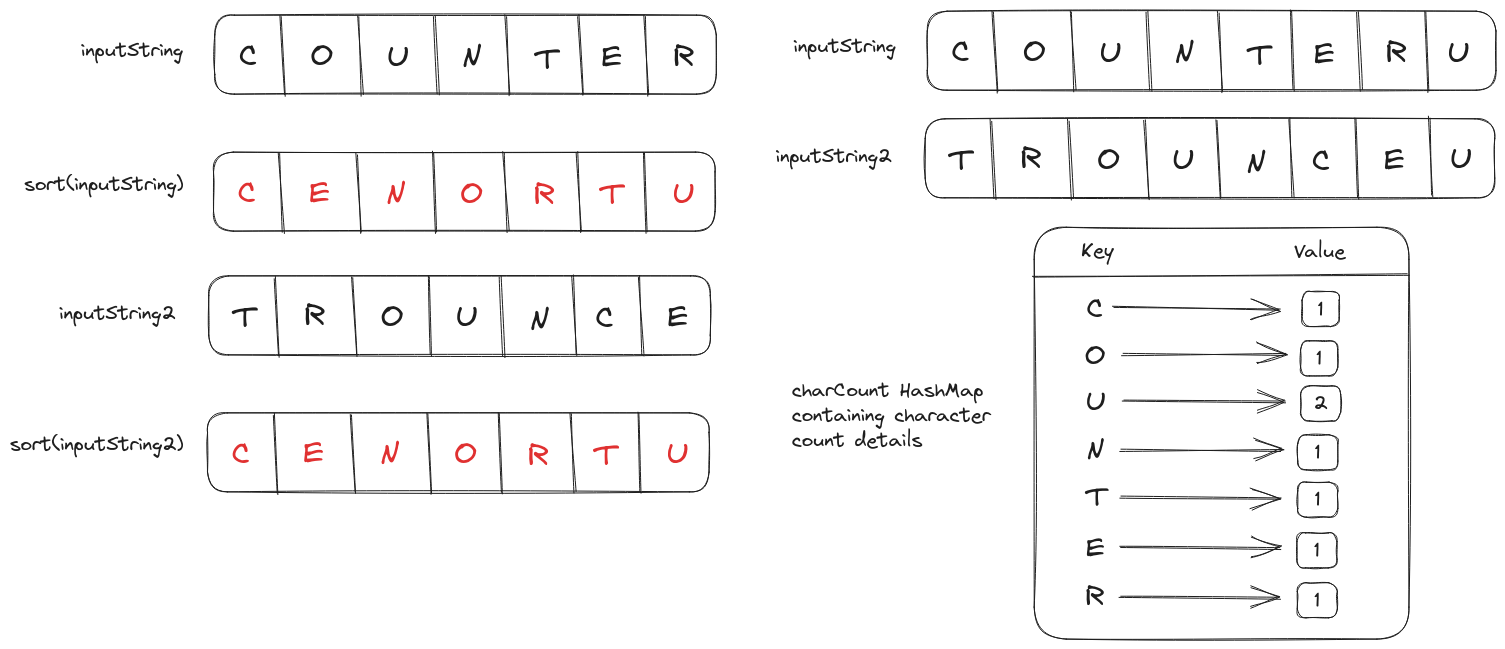 inputString C O U N T E R
sort(inputString) C E N O R T U
inputString2 T R O U N C E
sort(inputString2) C E N O R T U
inputString C O U N T E R U
inputString2 T R O U N C E U
charCount HashMap
containing character
count details
Key Value
C 1
O 1
U 2
N 1
T 1
E 1
R 1